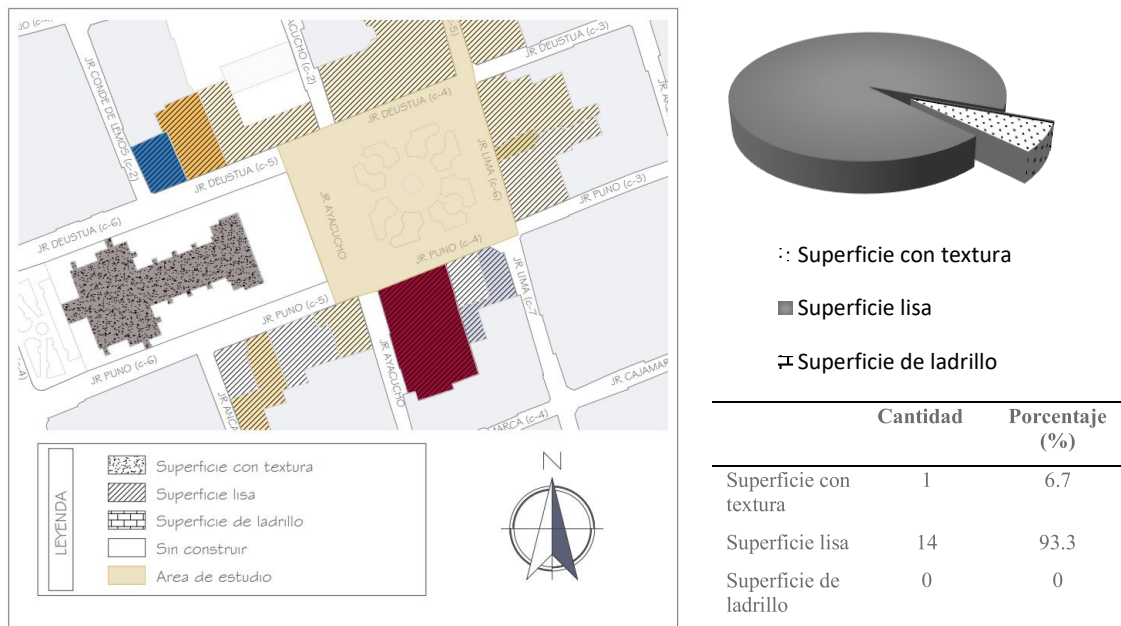 JR CONDE DE LEMOS (c-2)
AYACUCHO (c-2)
JR DEUSTUA (c-3)
JR DEUSTUA (c-4)
JR LIMA (c-6)
JR DEUSTUA (c-5)
JR PUNO (c-3)
JR AYACUCHO
JR DEUSTUA (c-6)
JR PUNO (c-4)
JR LIMA (c-7)
JR PUNO (c-5)
JR PUNO (c-6)
JR AYACUCHO
JR CAJAMAR
JR ANCA
MARCA (c-4)
LEYENDA
Superficie con textura
Superficie lisa
Superficie de ladrillo
Sin construir
Area de estudio
N
Superficie con textura
Superficie lisa
Superficie de ladrillo
Cantidad Porcentaje
(%)
Superficie con 1 6.7
textura
Superficie lisa 14 93.3
Superficie de 0 0
ladrillo